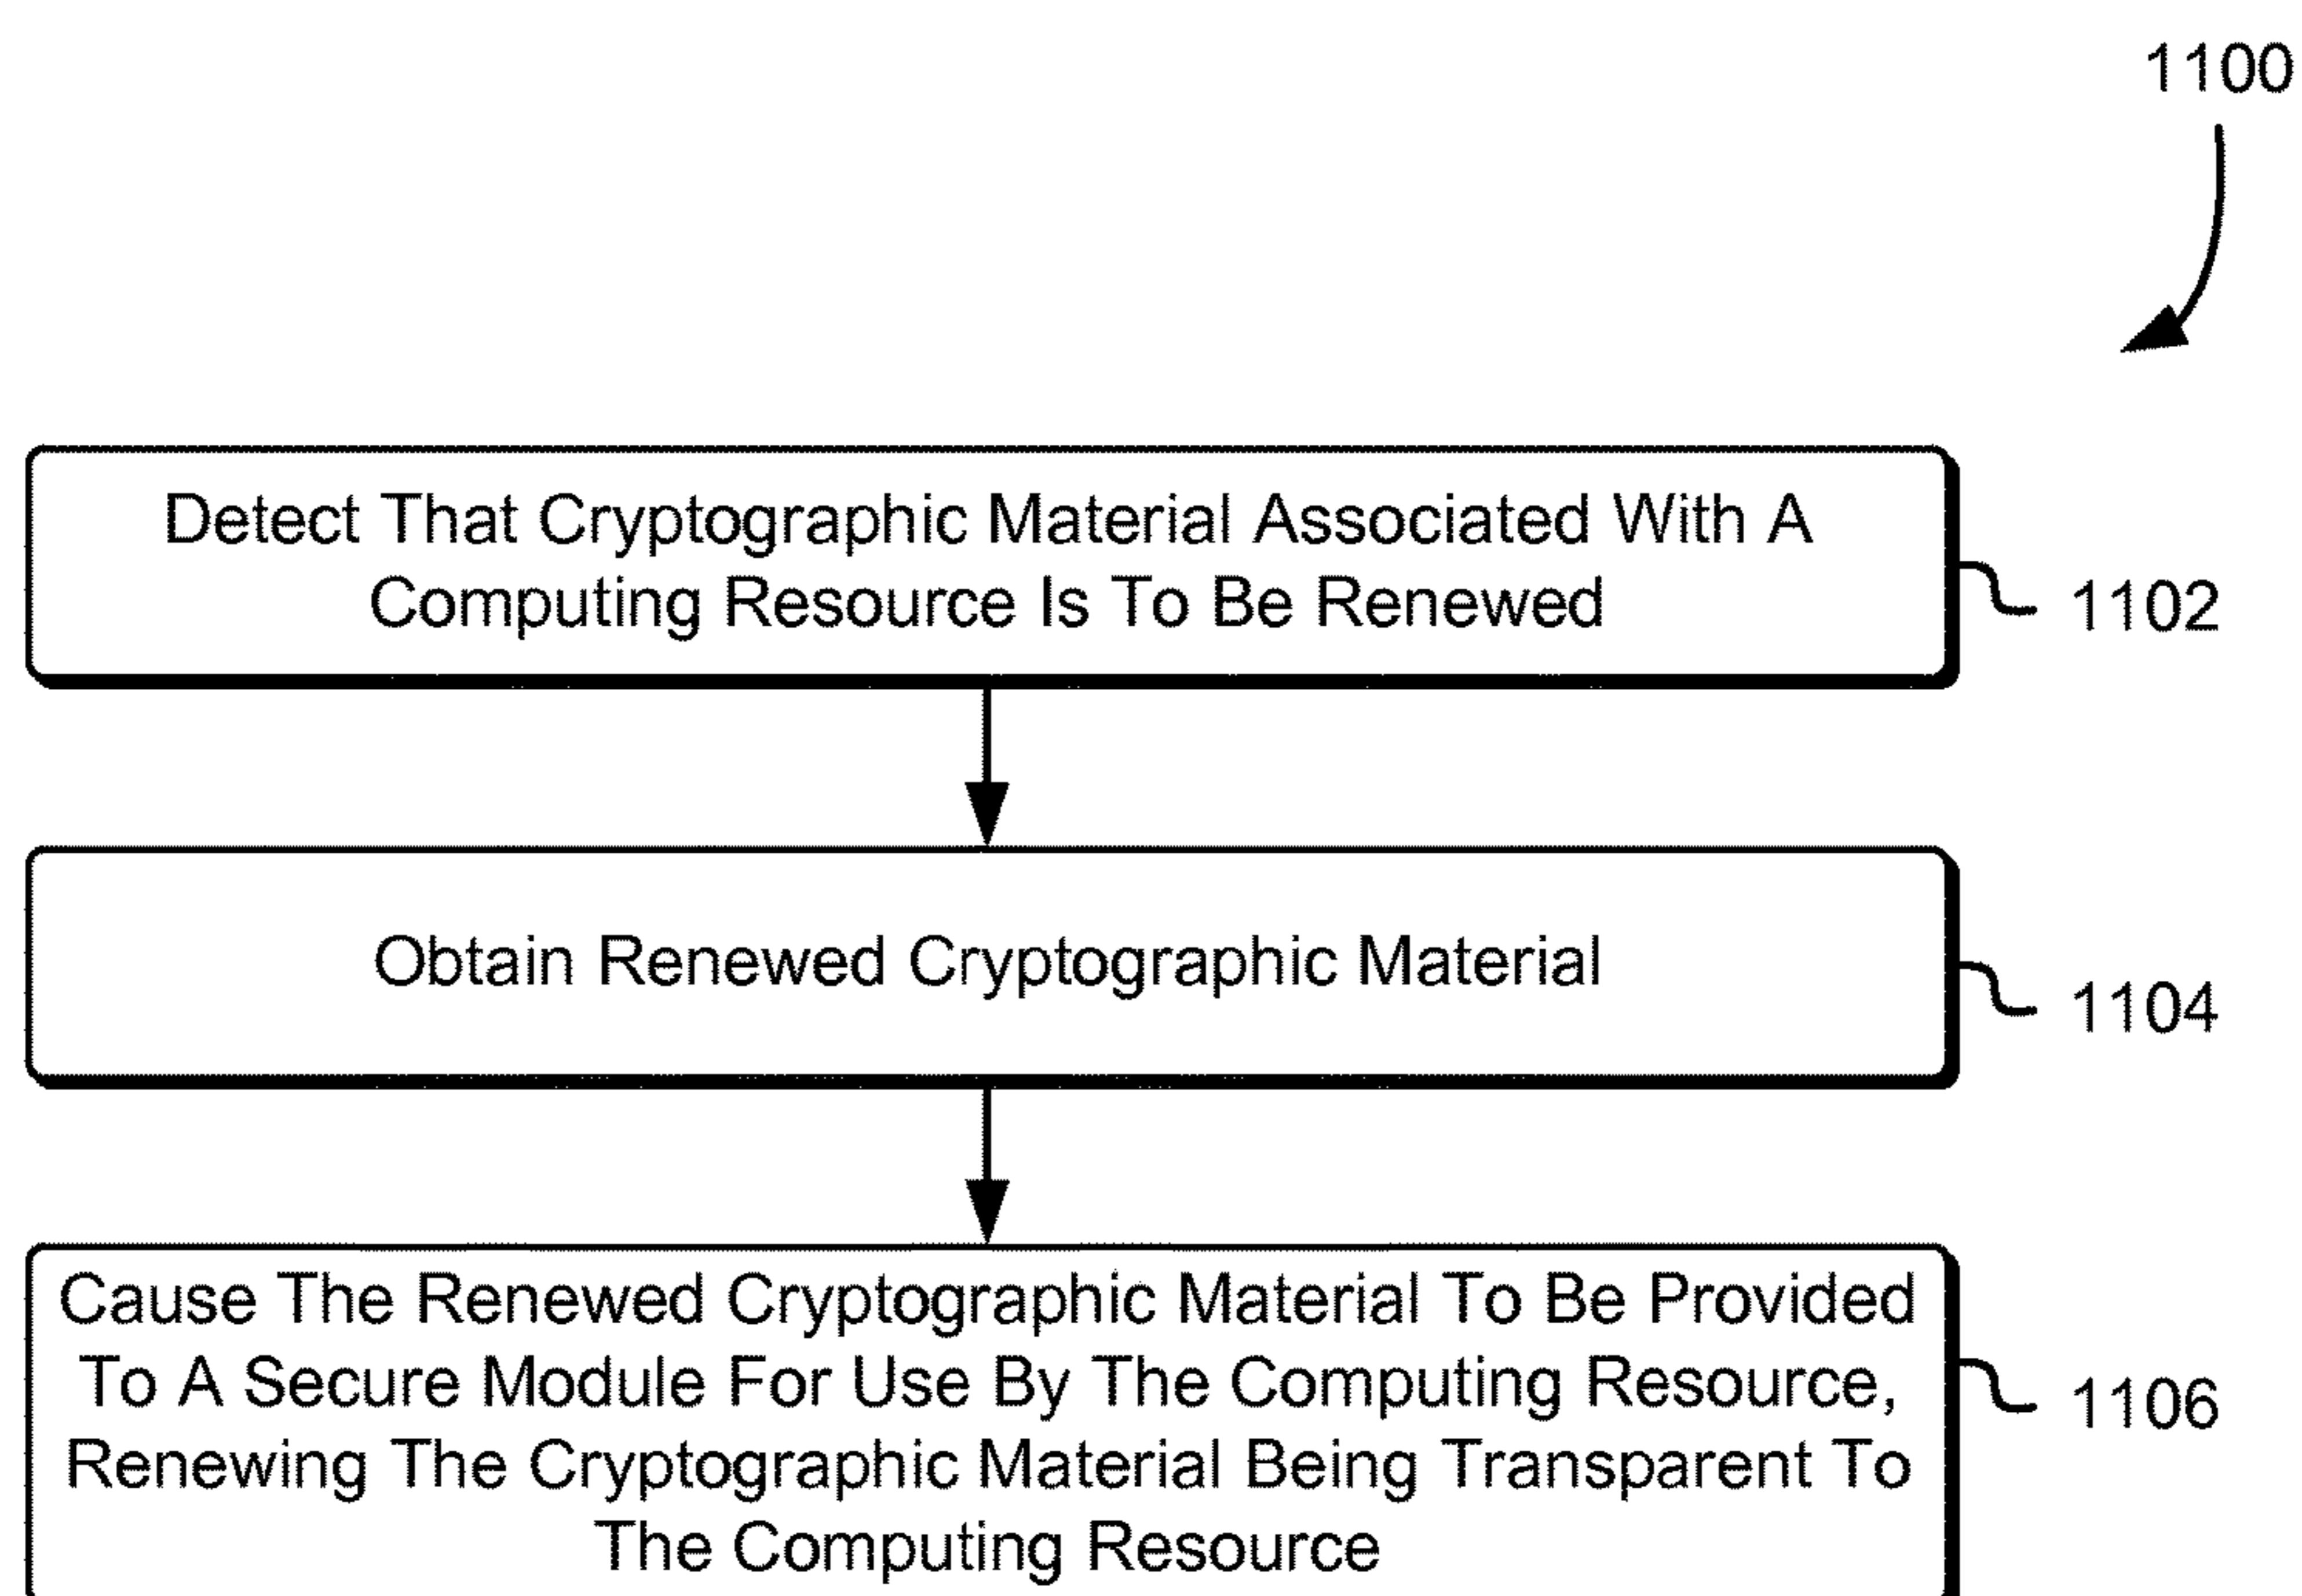 1100
Detect That Cryptographic Material Associated With A
Computing Resource Is To Be Renewed
1102
Obtain Renewed Cryptographic Material
1104
Cause The Renewed Cryptographic Material To Be Provided
To A Secure Module For Use By The Computing Resource,
Renewing The Cryptographic Material Being Transparent To
The Computing Resource
1106